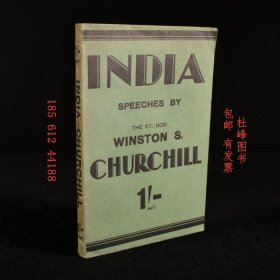 INDIA
SPEECHES BY
THE RT. HON.
WINSTON S.
CHURCHILL
1/-
NET
INDIA CHURCHILL
185 612 44188
杜峰图书
包邮 有发票